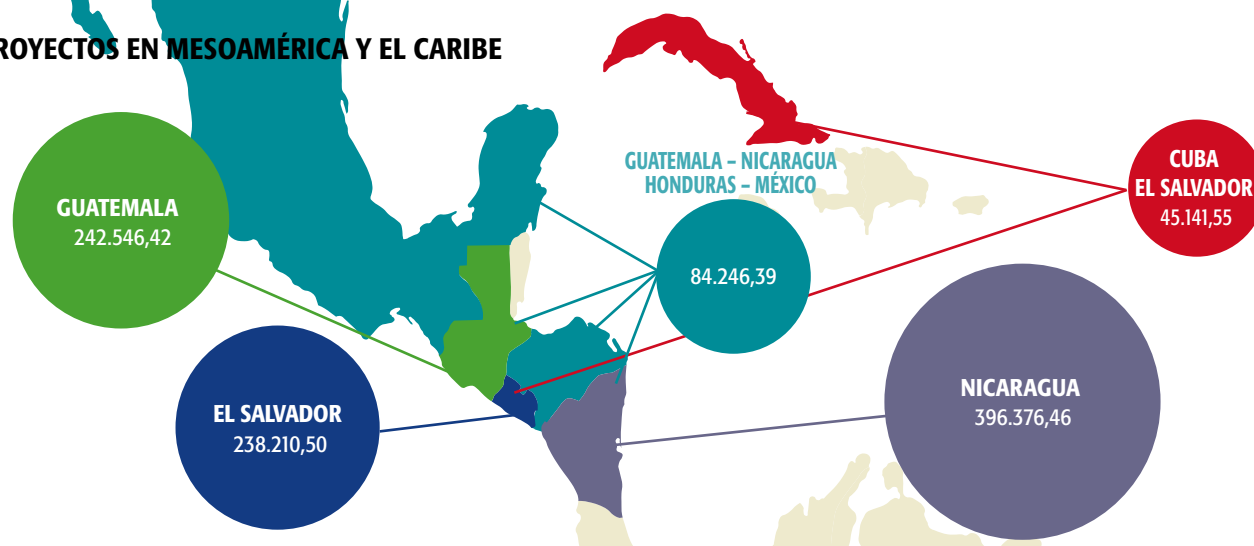 ROYECTOS EN MESOAMÉRICA Y EL CARIBE
GUATEMALA – NICARAGUA
HONDURAS – MÉXICO
84.246,39
CUBA
EL SALVADOR
45.141,55
GUATEMALA
242.546,42
EL SALVADOR
238.210,50
NICARAGUA
396.376,46